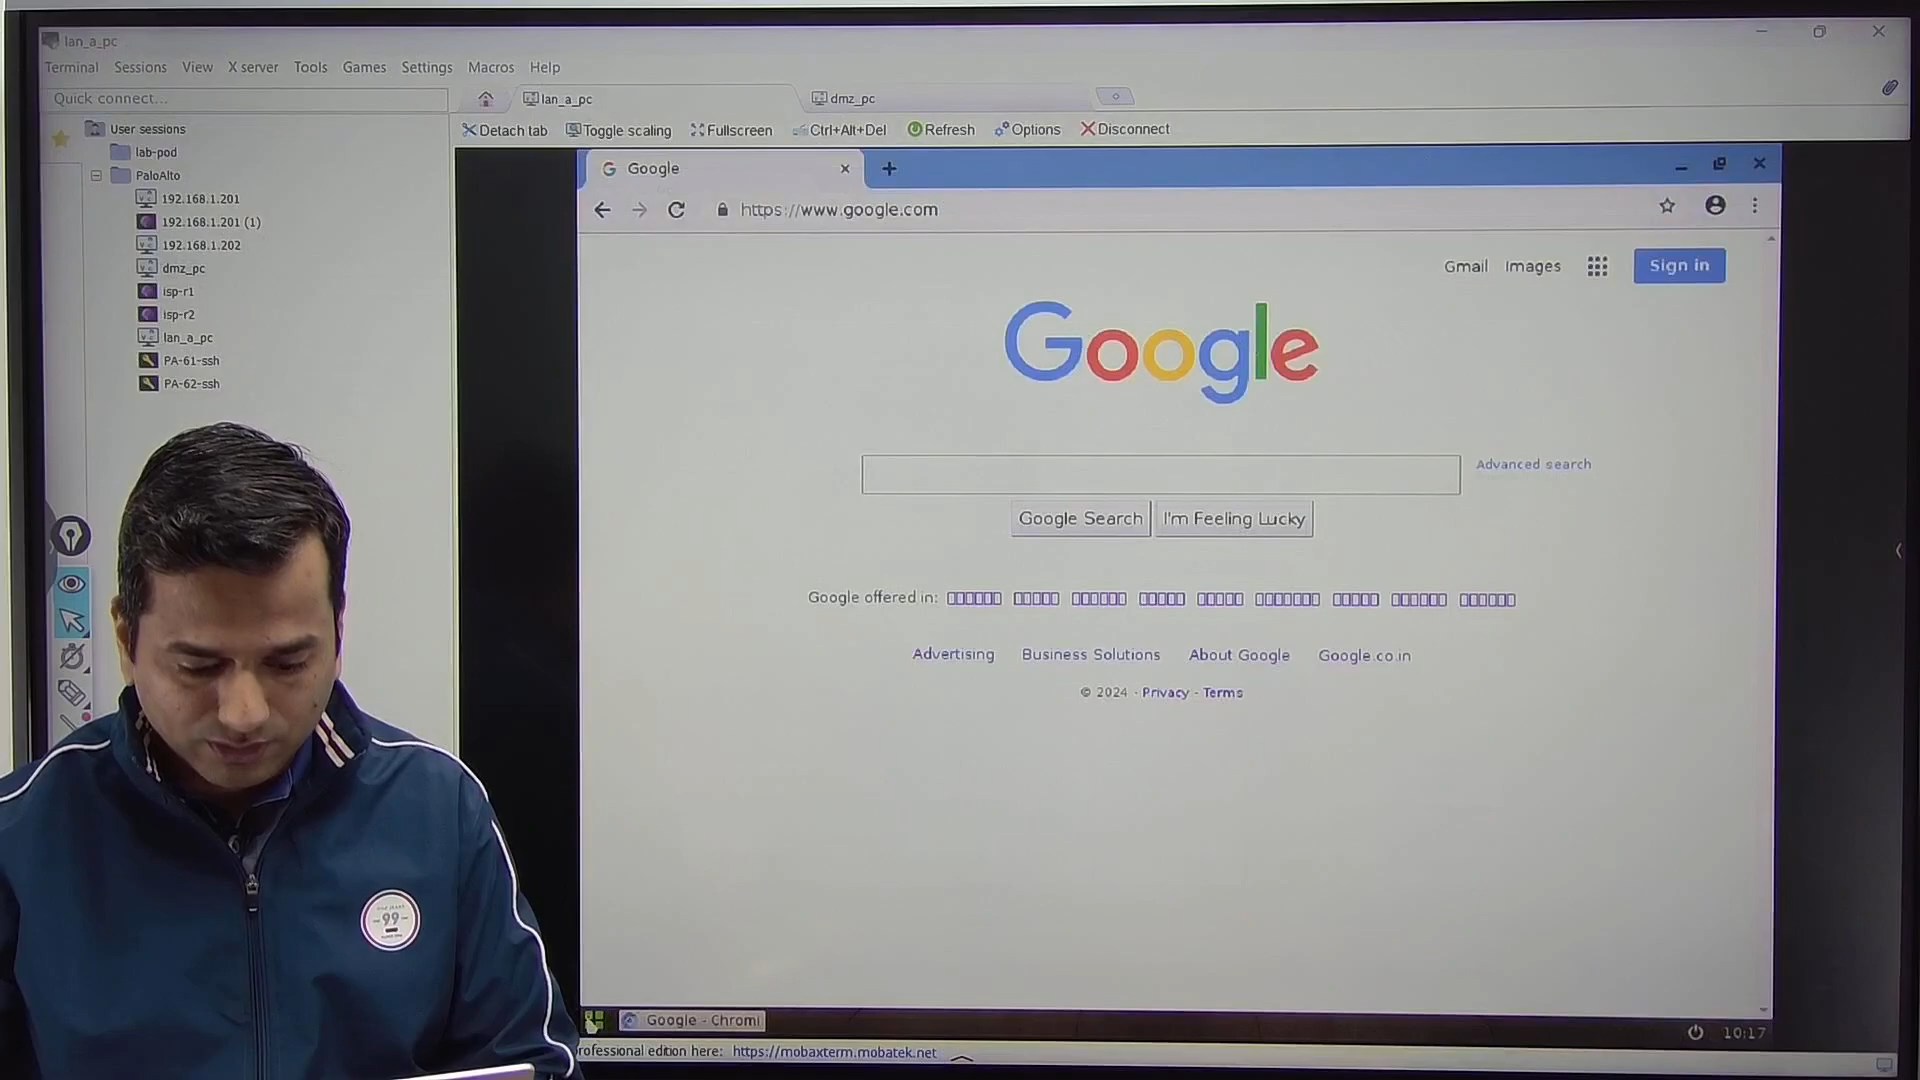 lan_a_pc
Terminal Sessions View X server Tools Games Settings Macros Help
Quick connect...
lan_a_pc
dmz_pc
Detach tab Toggle scaling Fullscreen Ctrl+Alt+Del Refresh Options Disconnect
User sessions
lab-pod
PaloAlto
192.168.1.201
192.168.1.201 (1)
192.168.1.202
dmz_pc
isp-r1
isp-r2
lan_a_pc
PA-61-ssh
PA-62-ssh
Google
https://www.google.com
Gmail Images Sign in
Google
Advanced search
Google Search I'm Feeling Lucky
Google offered in:
Advertising Business Solutions About Google Google.co.in
© 2024 - Privacy - Terms
99
Google - Chromi
10:17
professional edition here: https://mobaxterm.mobatek.net